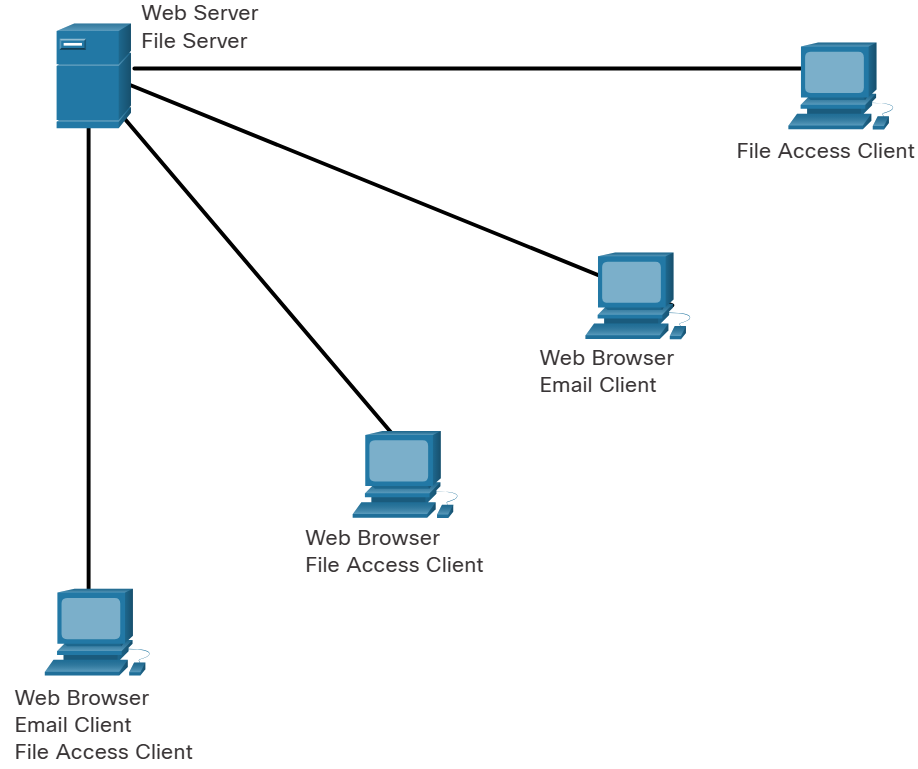 Web Server
File Server
File Access Client
Web Browser
Email Client
Web Browser
File Access Client
Web Browser
Email Client
File Access Client